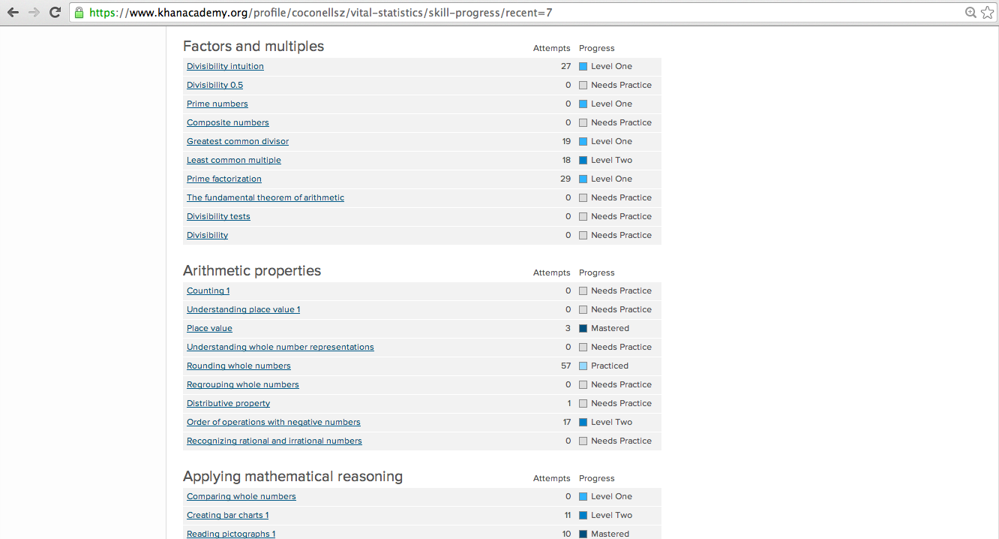 https://www.khanacademy.org/profile/coconellsz/vital-statistics/skill-progress/recent=7
Factors and multiples Attempts Progress
Divisibility intuition 27 Level One
Divisibility 0.5 0 Needs Practice
Prime numbers 0 Level One
Composite numbers 0 Needs Practice
Greatest common divisor 19 Level One
Least common multiple 18 Level Two
Prime factorization 29 Level One
The fundamental theorem of arithmetic 0 Needs Practice
Divisibility tests 0 Needs Practice
Divisibility 0 Needs Practice
Arithmetic properties Attempts Progress
Counting 1 0 Needs Practice
Understanding place value 1 0 Needs Practice
Place value 3 Mastered
Understanding whole number representations 0 Needs Practice
Rounding whole numbers 57 Practiced
Regrouping whole numbers 0 Needs Practice
Distributive property 1 Needs Practice
Order of operations with negative numbers 17 Level Two
Recognizing rational and irrational numbers 0 Needs Practice
Applying mathematical reasoning Attempts Progress
Comparing whole numbers 0 Level One
Creating bar charts 1 11 Level Two
Reading pictographs 1 10 Mastered